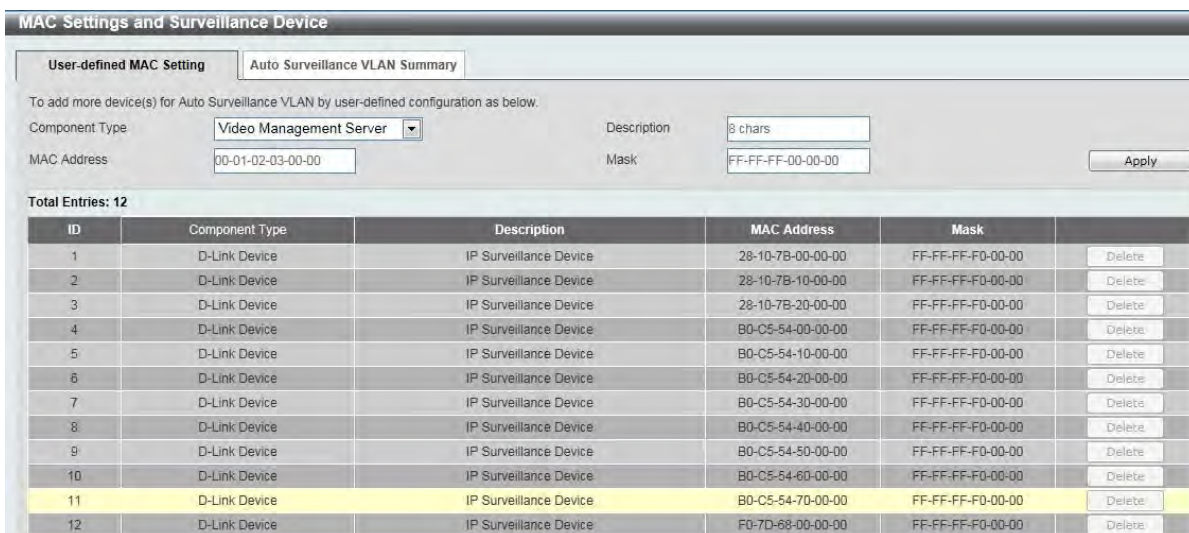 MAC Settings and Surveillance Device
User-defined MAC Setting Auto Surveillance VLAN Summary
To add more device(s) for Auto Surveillance VLAN by user-defined configuration as below.
Component Type Video Management Server Description 8 chars
MAC Address 00-01-02-03-00-00 Mask FF-FF-FF-00-00-00 Apply
Total Entries: 12
ID Component Type Description MAC Address Mask
1 D-Link Device IP Surveillance Device 28-10-7B-00-00-00 FF-FF-FF-F0-00-00 Delete
2 D-Link Device IP Surveillance Device 28-10-7B-10-00-00 FF-FF-FF-F0-00-00 Delete
3 D-Link Device IP Surveillance Device 28-10-7B-20-00-00 FF-FF-FF-F0-00-00 Delete
4 D-Link Device IP Surveillance Device B0-C5-54-00-00-00 FF-FF-FF-F0-00-00 Delete
5 D-Link Device IP Surveillance Device B0-C5-54-10-00-00 FF-FF-FF-F0-00-00 Delete
6 D-Link Device IP Surveillance Device B0-C5-54-20-00-00 FF-FF-FF-F0-00-00 Delete
7 D-Link Device IP Surveillance Device B0-C5-54-30-00-00 FF-FF-FF-F0-00-00 Delete
8 D-Link Device IP Surveillance Device B0-C5-54-40-00-00 FF-FF-FF-F0-00-00 Delete
9 D-Link Device IP Surveillance Device B0-C5-54-50-00-00 FF-FF-FF-F0-00-00 Delete
10 D-Link Device IP Surveillance Device B0-C5-54-60-00-00 FF-FF-FF-F0-00-00 Delete
11 D-Link Device IP Surveillance Device B0-C5-54-70-00-00 FF-FF-FF-F0-00-00 Delete
12 D-Link Device IP Surveillance Device F0-7D-68-00-00-00 FF-FF-FF-F0-00-00 Delete